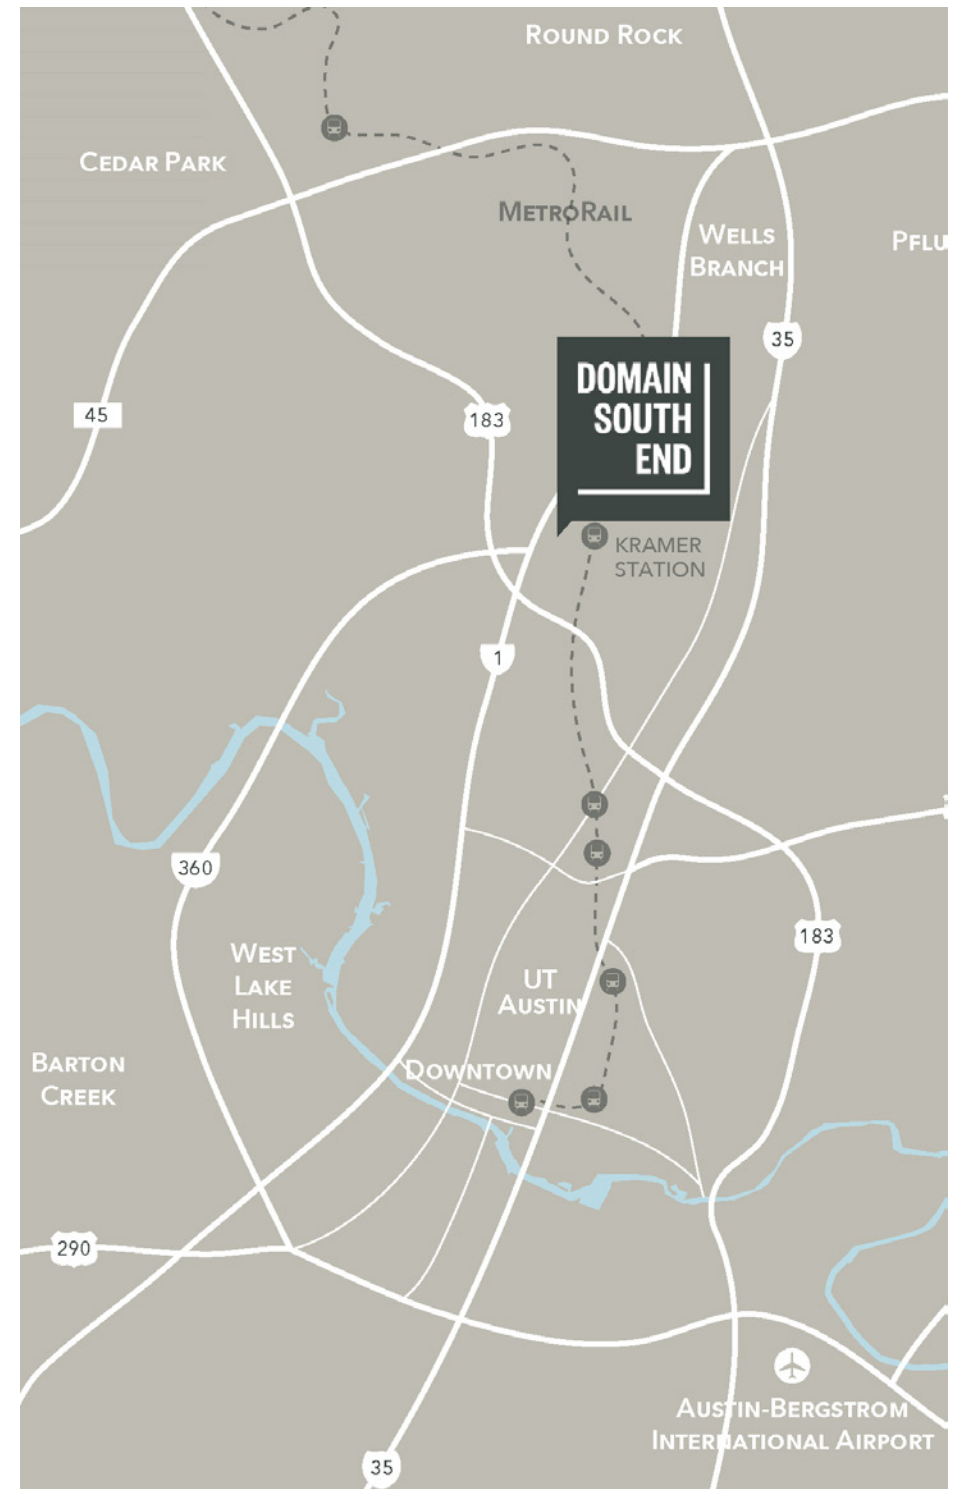 ROUND ROCK
CEDAR PARK
METRORAIL
WELLS
BRANCH
PFLU
35
DOMAIN
SOUTH
END
45
183
KRAMER
STATION
1
360
183
WEST
LAKE
HILLS
UT
AUSTIN
BARTON
CREEK
DOWNTOWN
290
AUSTIN-BERGSTROM
INTERNATIONAL AIRPORT
35